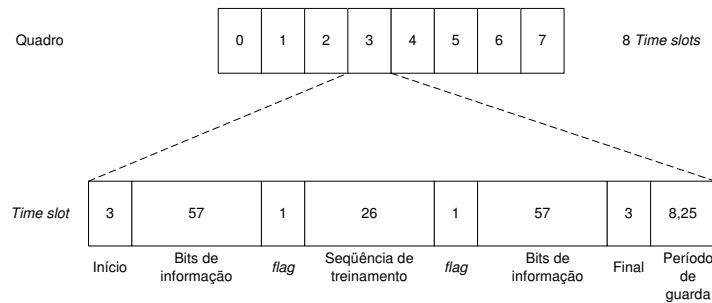 Quadro 0 1 2 3 4 5 6 7 8 Time slots
Time slot 3 57 1 26 1 57 3 8,25
Início Bits de informação flag Seqüência de treinamento flag Bits de informação Final Período de guarda